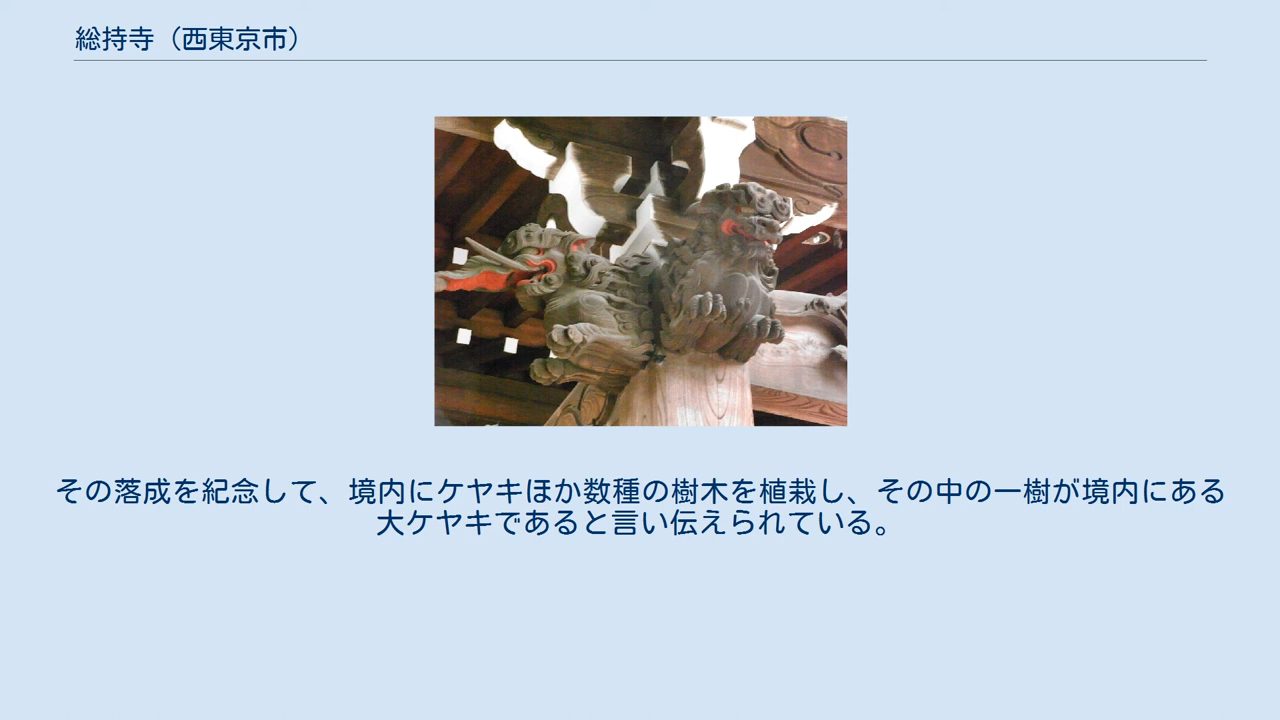 総持寺（西東京市）
その落成を紀念して、境内にケヤキほか数種の樹木を植栽し、その中の一樹が境内にある
大ケヤキであると言い伝えられている。